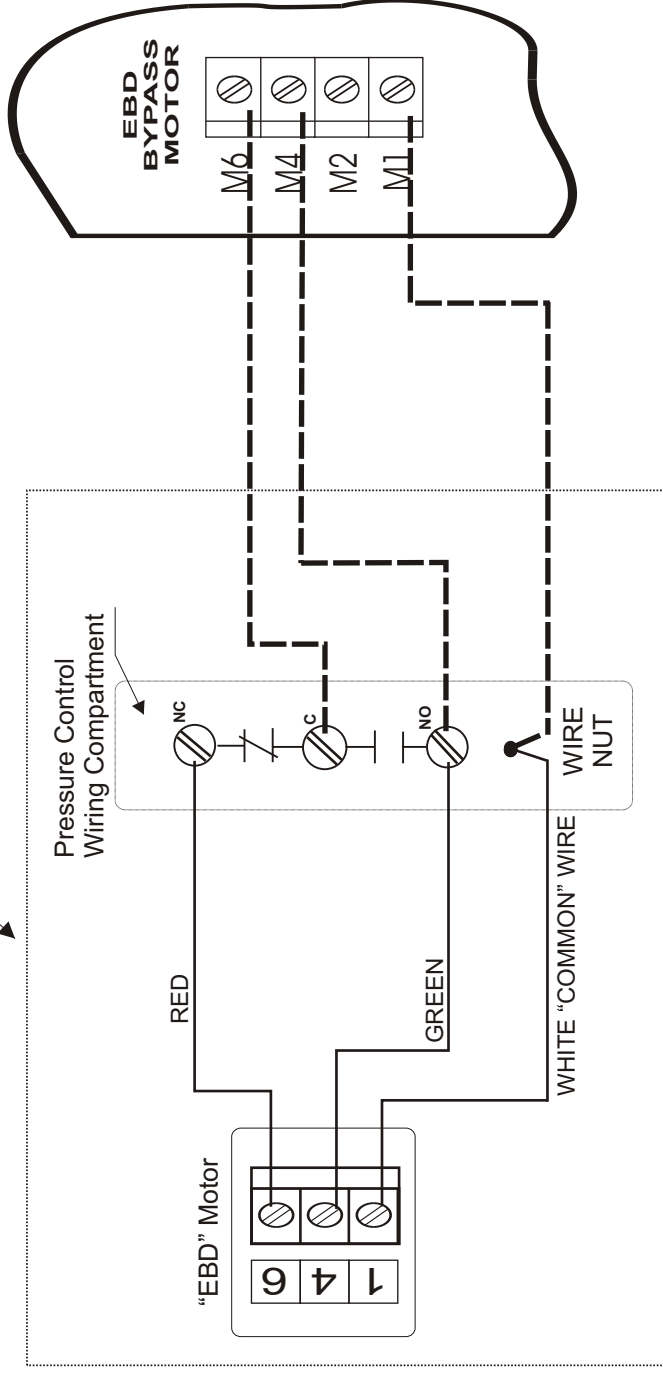 EBD
BYPASS
MOTOR
M6
M4
M2
M1
Pressure Control
Wiring Compartment
NC
C
NO
WIRE
NUT
RED
GREEN
WHITE "COMMON" WIRE
"EBD" Motor
6
4
1